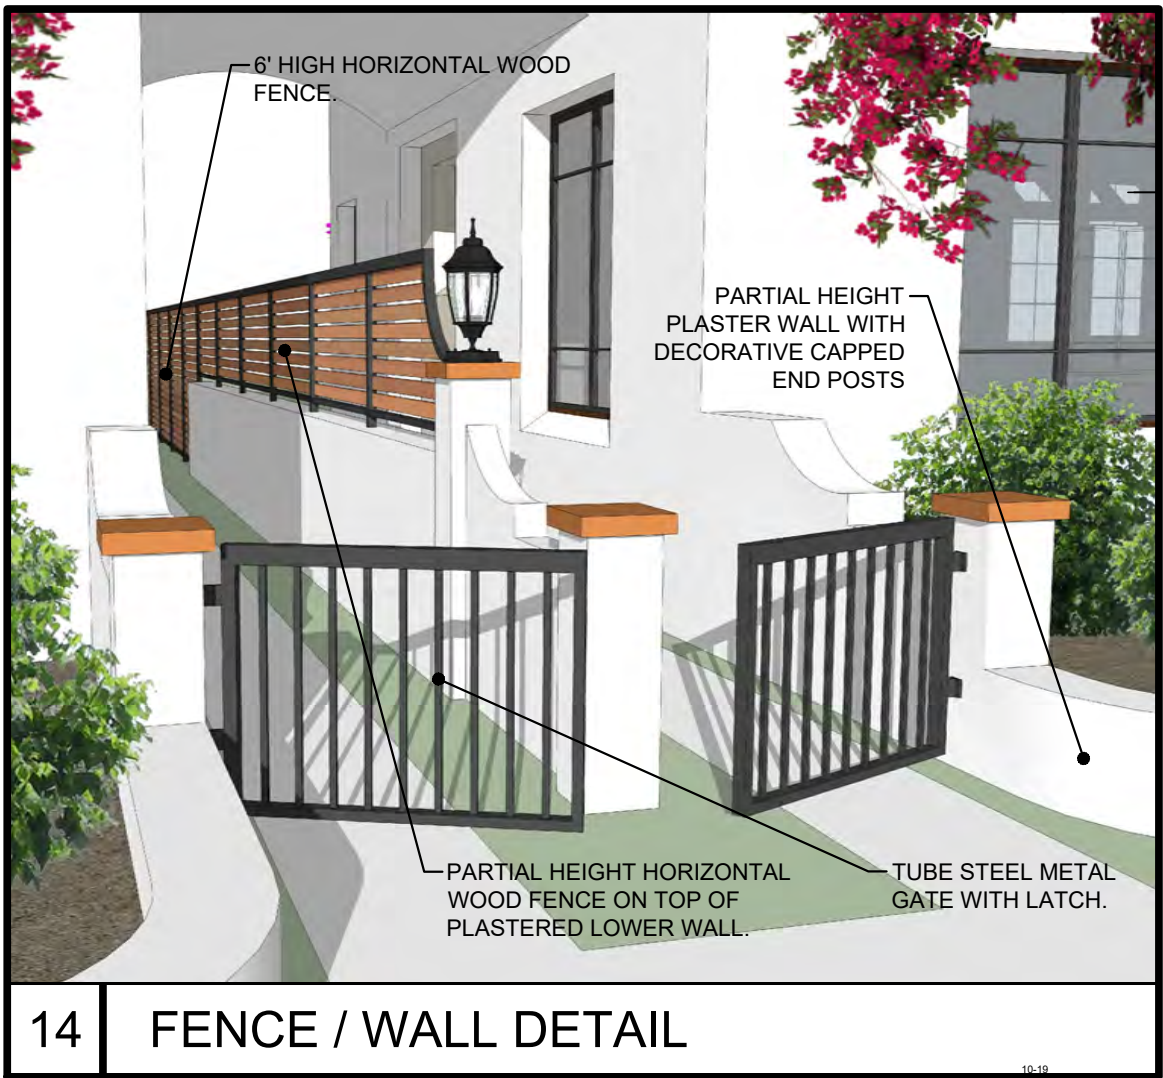 6' HIGH HORIZONTAL WOOD
FENCE.
PARTIAL HEIGHT
PLASTER WALL WITH
DECORATIVE CAPPED
END POSTS
PARTIAL HEIGHT HORIZONTAL
WOOD FENCE ON TOP OF
PLASTERED LOWER WALL.
TUBE STEEL METAL
GATE WITH LATCH.
14 FENCE / WALL DETAIL
10-19